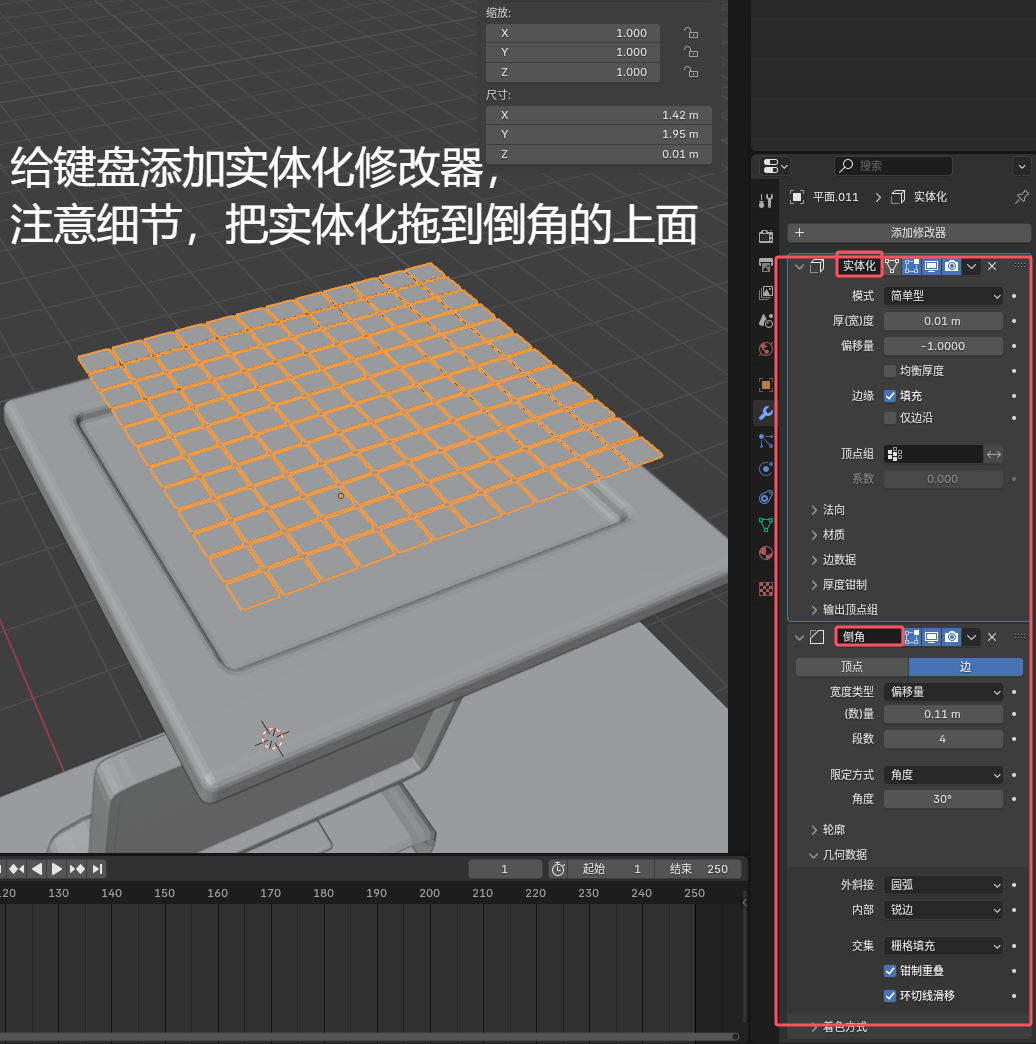 缩放:
X 1.000
Y 1.000
Z 1.000
尺寸:
X 1.42 m
Y 1.95 m
Z 0.01 m
给键盘添加实体化修改器，
注意细节，把实体化拖到倒角的上面
搜索
平面.011 > 实体化
+ 添加修改器
实体化
模式 简单型
厚(宽)度 0.01 m
偏移量 -1.0000
均衡厚度
边缘 填充
仅边沿
顶点组
系数 0.000
法向
材质
边数据
厚度钳制
输出顶点组
倒角
顶点 边
宽度类型 偏移量
(数)量 0.11 m
段数 4
限定方式 角度
角度 30°
轮廓
几何数据
外斜接 圆弧
内部 锐边
交集 栅格填充
钳制重叠
环切线滑移
着色方式
1 起始 1 结束 250
120 130 140 150 160 170 180 190 200 210 220 230 240 250